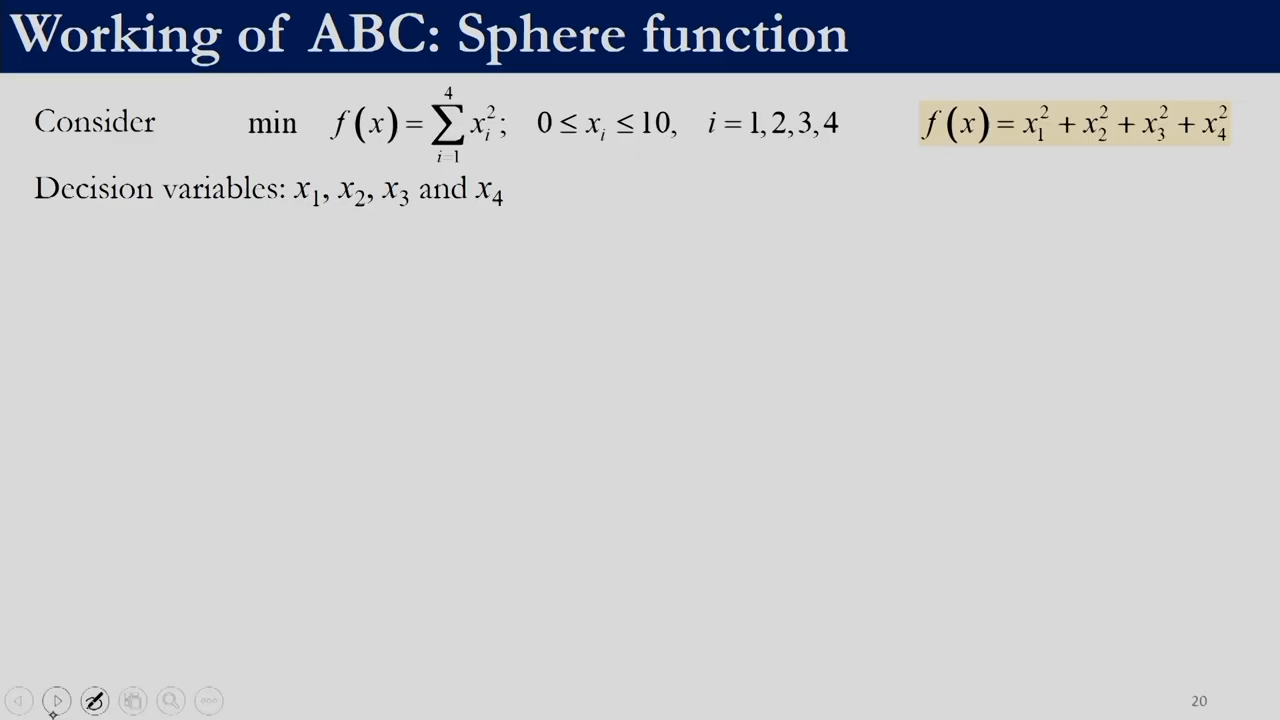 Working of ABC: Sphere function
Consider min f(x) = ∑_{i=1}^{4} x_i^2; 0 ≤ x_i ≤ 10, i = 1, 2, 3, 4 f(x) = x_1^2 + x_2^2 + x_3^2 + x_4^2
Decision variables: x_1, x_2, x_3 and x_4
20